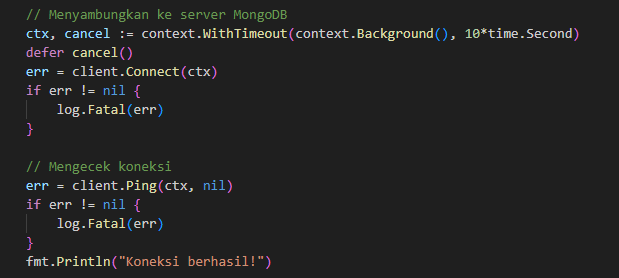 // Menyambungkan ke server MongoDB
ctx, cancel := context.WithTimeout(context.Background(), 10*time.Second)
defer cancel()
err = client.Connect(ctx)
if err != nil {
    log.Fatal(err)
}

// Mengecek koneksi
err = client.Ping(ctx, nil)
if err != nil {
    log.Fatal(err)
}
fmt.Println("Koneksi berhasil!")